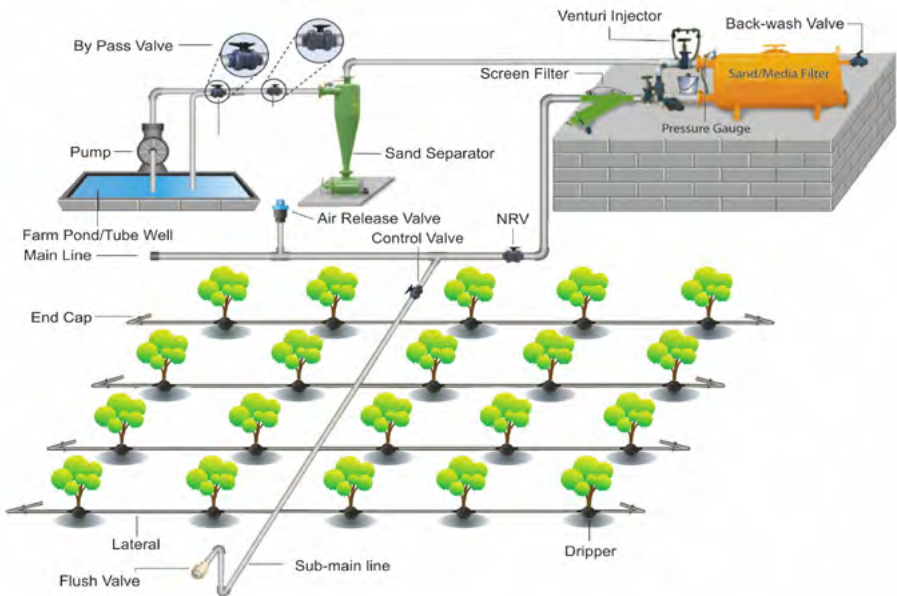 Venturi Injector
Back-wash Valve
By Pass Valve
Screen Filter
Sand/Media Filter
Pressure Gauge
Pump
Sand Separator
Farm Pond/Tube Well
Air Release Valve
NRV
Control Valve
Main Line
End Cap
Lateral
Dripper
Sub-main line
Flush Valve